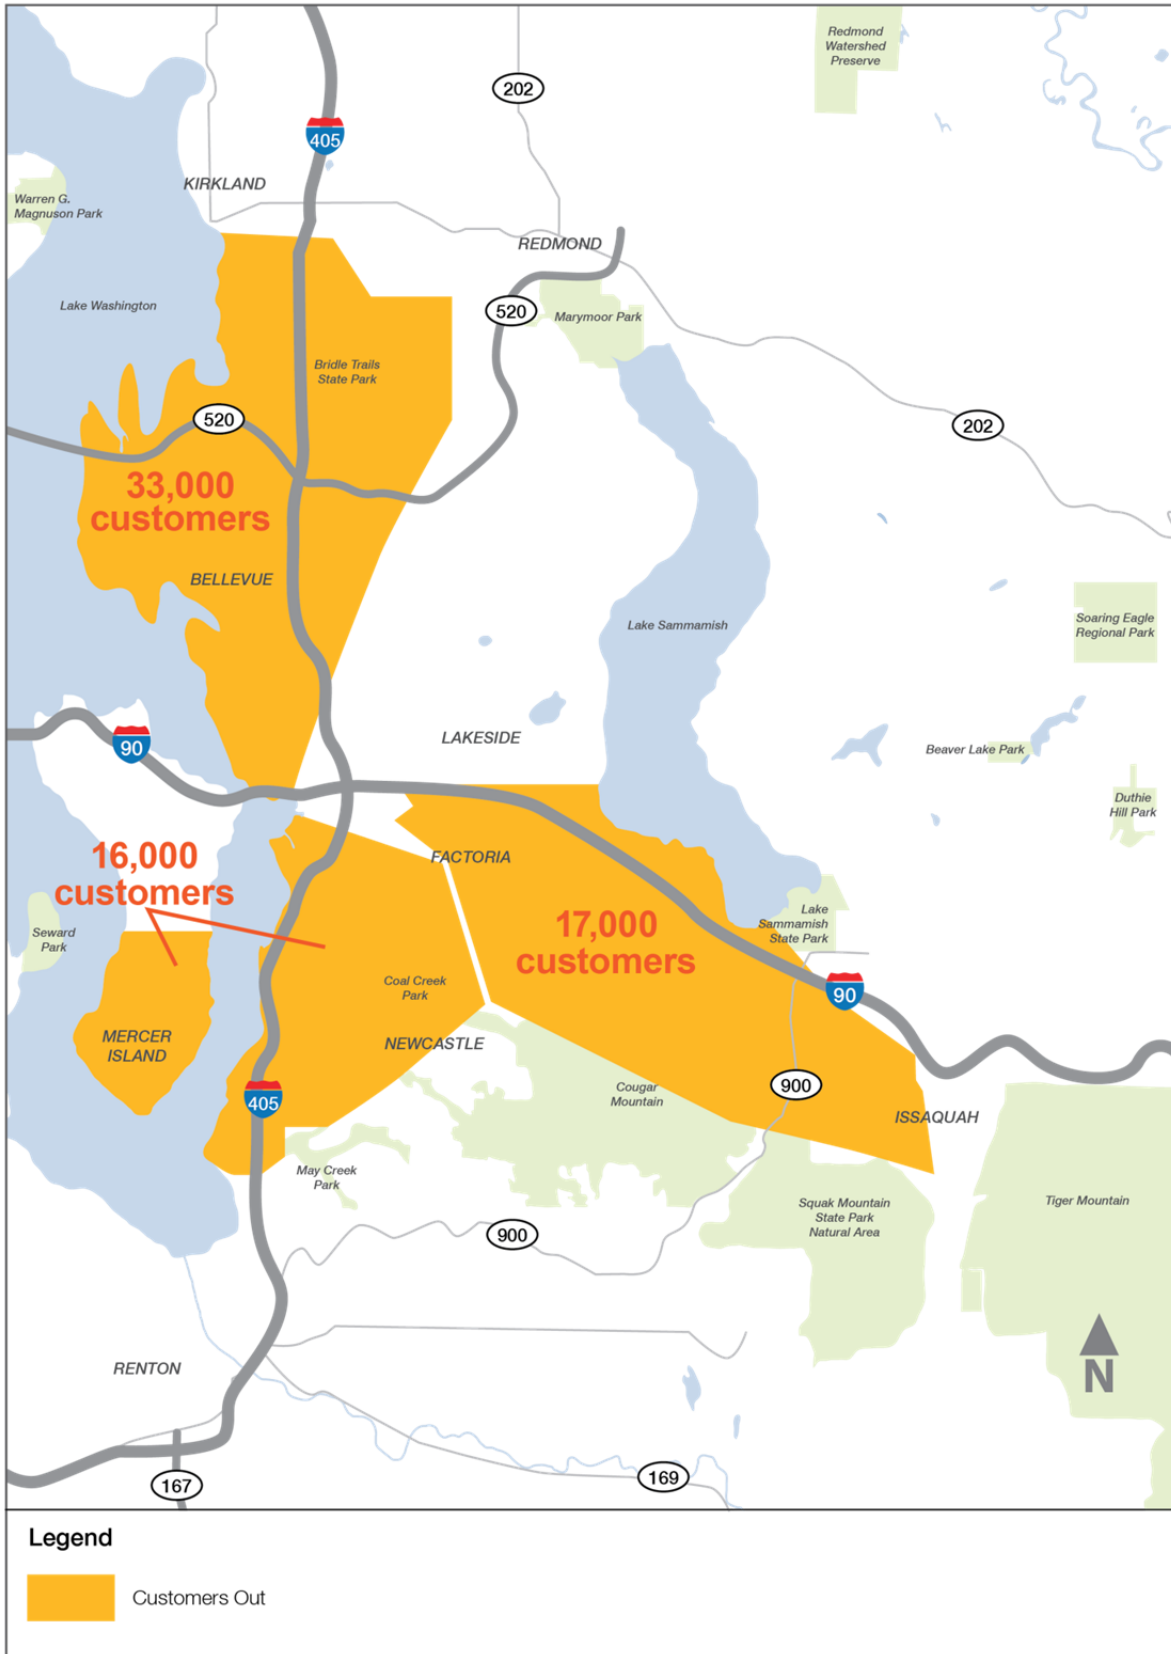 Redmond
Watershed
Preserve
202
405
KIRKLAND
Warren G.
Magnuson Park
REDMOND
Lake Washington
520
Marymoor Park
Bridle Trails
State Park
520
202
33,000
customers
BELLEVUE
Lake Sammamish
Soaring Eagle
Regional Park
90
LAKESIDE
Beaver Lake Park
Duthie
Hill Park
16,000
customers
FACTORIA
Seward
Park
17,000
customers
Lake
Sammamish
State Park
Coal Creek
Park
90
MERCER
ISLAND
NEWCASTLE
405
Cougar
Mountain
900
ISSAQUAH
May Creek
Park
Squak Mountain
State Park
Natural Area
Tiger Mountain
900
RENTON
N
167
169
Legend
Customers Out